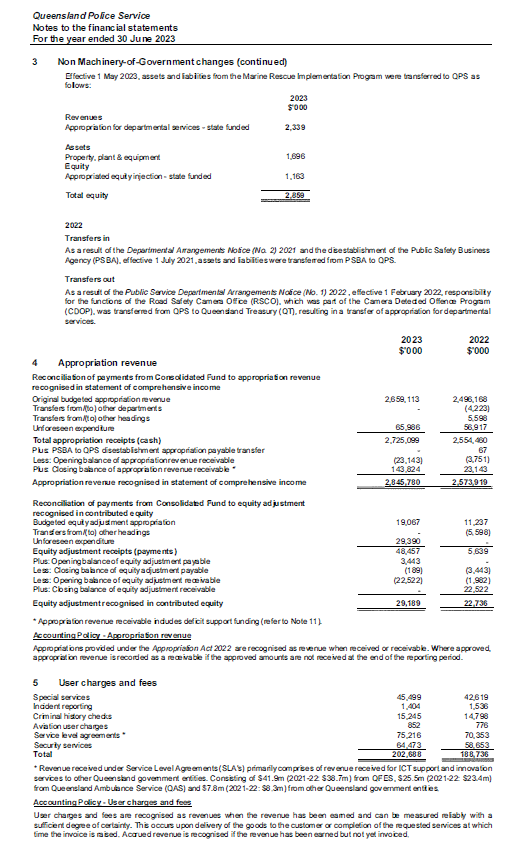 Queensland Police Service
Notes to the financial statements
For the year ended 30 June 2023
3 Non Machinery-of-Government changes (continued)
Effective 1 May 2023, assets and liabilities from the Marine Rescue Implementation Program were transferred to QPS as
follows:
2023
$'000
Revenues
Appropriation for departmental services - state funded 2,339
Assets
Property, plant & equipment 1,696
Equity
Appropriated equity injection - state funded 1,163
Total equity 2,859
2022
Transfers in
As a result of the Departmental Arrangements Notice (No. 2) 2021 and the disestablishment of the Public Safety Business
Agency (PSBA), effective 1 July 2021, assets and liabilities were transferred from PSBA to QPS.
Transfers out
As a result of the Public Service Departmental Arrangements Notice (No. 1) 2022, effective 1 February 2022, responsibility
for the functions of the Road Safety Camera Office (RSCO), which was part of the Camera Detected Offence Program
(CDOP), was transferred from QPS to Queensland Treasury (QT), resulting in a transfer of appropriation for departmental
services.
2023 2022
$'000 $'000
4 Appropriation revenue
Reconciliation of payments from Consolidated Fund to appropriation revenue
recognised in statement of comprehensive income
Original budgeted appropriation revenue 2,659,113 2,496,168
Transfers from/(to) other departments - (4,223)
Transfers from/(to) other headings 5,598
Unforeseen expenditure 65,986 56,917
Total appropriation receipts (cash) 2,725,099 2,554,460
Plus: PSBA to QPS disestablishment appropriation payable transfer - 67
Less: Opening balance of appropriation revenue receivable (23,143) (3,751)
Plus: Closing balance of appropriation revenue receivable * 143,824 23,143
Appropriation revenue recognised in statement of comprehensive income 2,845,780 2,573,919
Reconciliation of payments from Consolidated Fund to equity adjustment
recognised in contributed equity
Budgeted equity adjustment appropriation 19,067 11,237
Transfers from/(to) other headings - (5,598)
Unforeseen expenditure 29,390 -
Equity adjustment receipts (payments) 48,457 5,639
Plus: Opening balance of equity adjustment payable 3,443 -
Less: Closing balance of equity adjustment payable (189) (3,443)
Less: Opening balance of equity adjustment receivable (22,522) (1,982)
Plus: Closing balance of equity adjustment receivable - 22,522
Equity adjustment recognised in contributed equity 29,189 22,736
* Appropriation revenue receivable includes deficit support funding (refer to Note 11).
Accounting Policy - Appropriation revenue
Appropriations provided under the Appropriation Act 2022 are recognised as revenue when received or receivable. Where approved,
appropriation revenue is recorded as a receivable if the approved amounts are not received at the end of the reporting period.
5 User charges and fees
Special services 45,499 42,619
Incident reporting 1,404 1,536
Criminal history checks 15,245 14,798
Aviation user charges 852 776
Service level agreements * 75,216 70,353
Security services 64,473 58,653
Total 202,688 188,736
* Revenue received under Service Level Agreements (SLA's) primarily comprises of revenue received for ICT support and innovation
services to other Queensland government entities. Consisting of $41.9m (2021-22: $38.7m) from QFES, $25.5m (2021-22: $23.4m)
from Queensland Ambulance Service (QAS) and $7.8m (2021-22: $8.3m) from other Queensland government entities.
Accounting Policy - User charges and fees
User charges and fees are recognised as revenues when the revenue has been earned and can be measured reliably with a
sufficient degree of certainty. This occurs upon delivery of the goods to the customer or completion of the requested services at which
time the invoice is raised. Accrued revenue is recognised if the revenue has been earned but not yet invoiced.